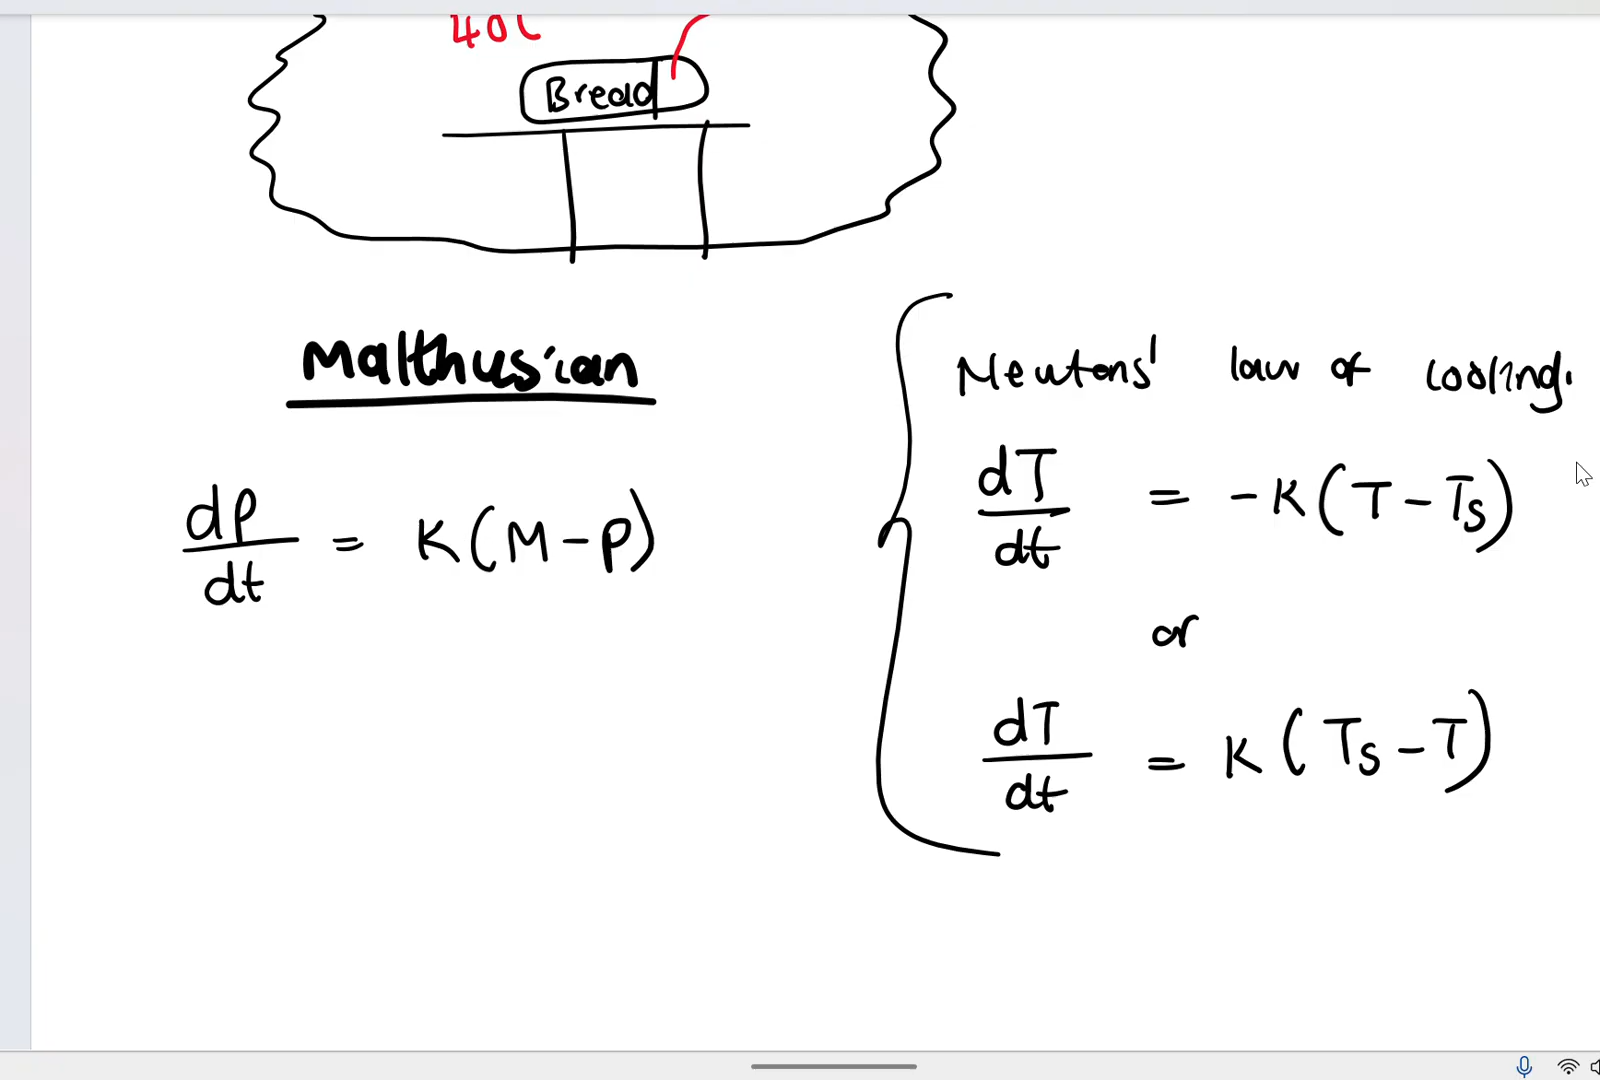 40C
Bread
Malthusian
dP/dt = K(M-P)
Newtons' law of cooling.
dT/dt = -K(T-Ts)
or
dT/dt = K(Ts-T)